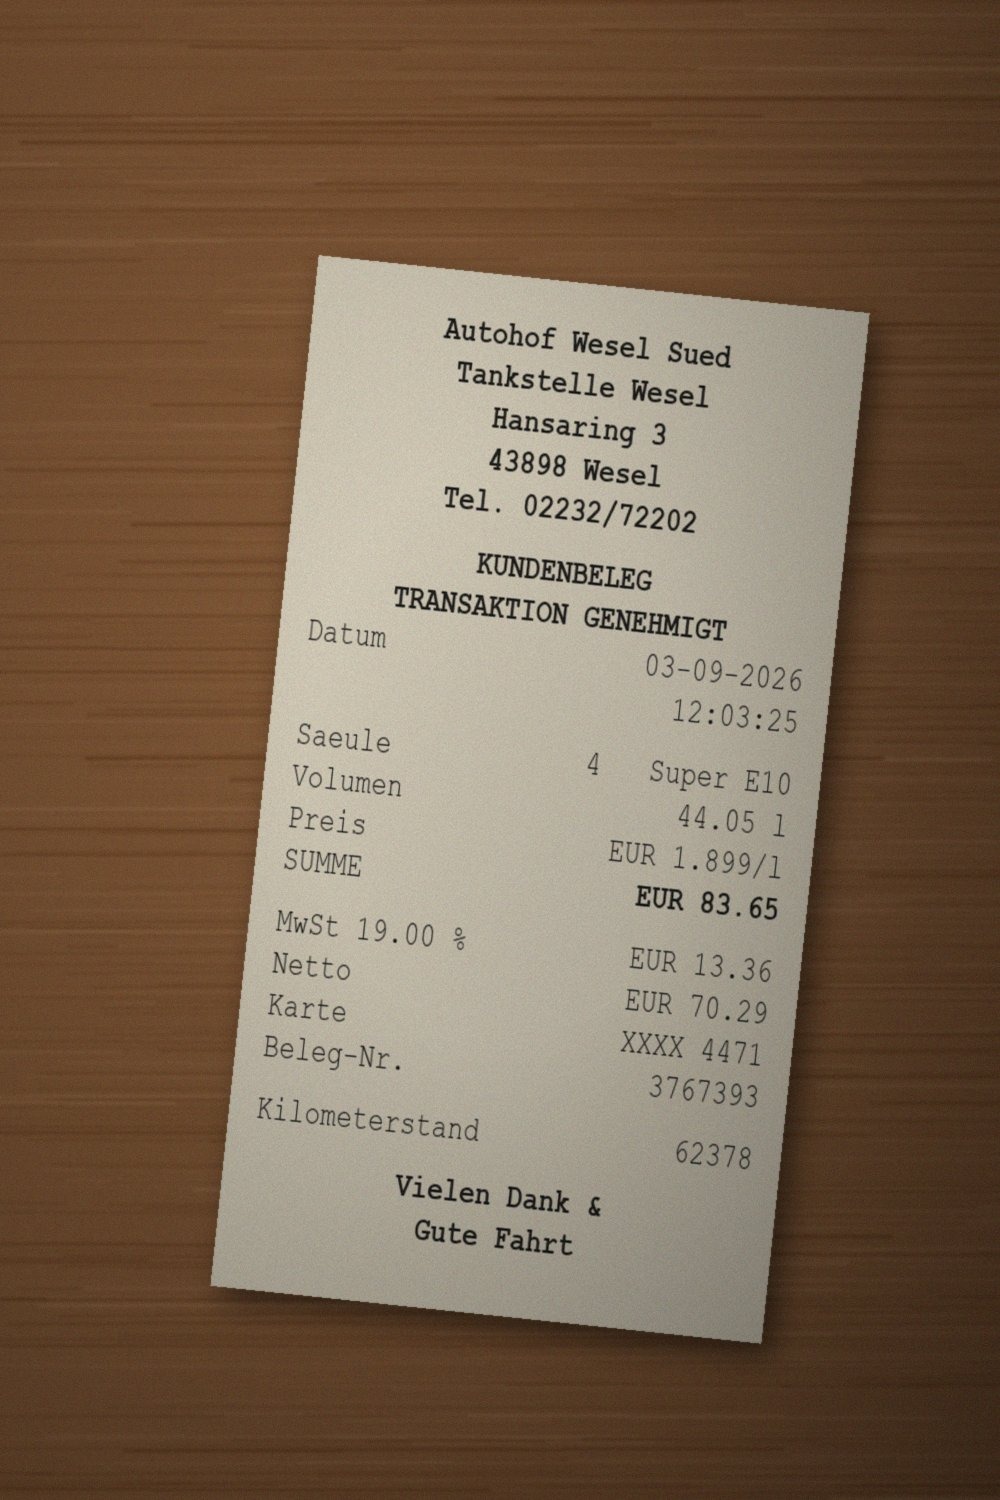 Autohof Wesel Sued
Tankstelle Wesel
Hansaring 3
43898 Wesel
Tel. 02232/72202
KUNDENBELEG
TRANSAKTION GENEHMIGT
Datum 03-09-2026
12:03:25
Saeule 4 Super E10
Volumen 44.05 l
Preis EUR 1.899/l
SUMME EUR 83.65
MwSt 19.00 % EUR 13.36
Netto EUR 70.29
Karte XXXX 4471
Beleg-Nr. 3767393
Kilometerstand 62378
Vielen Dank &
Gute Fahrt